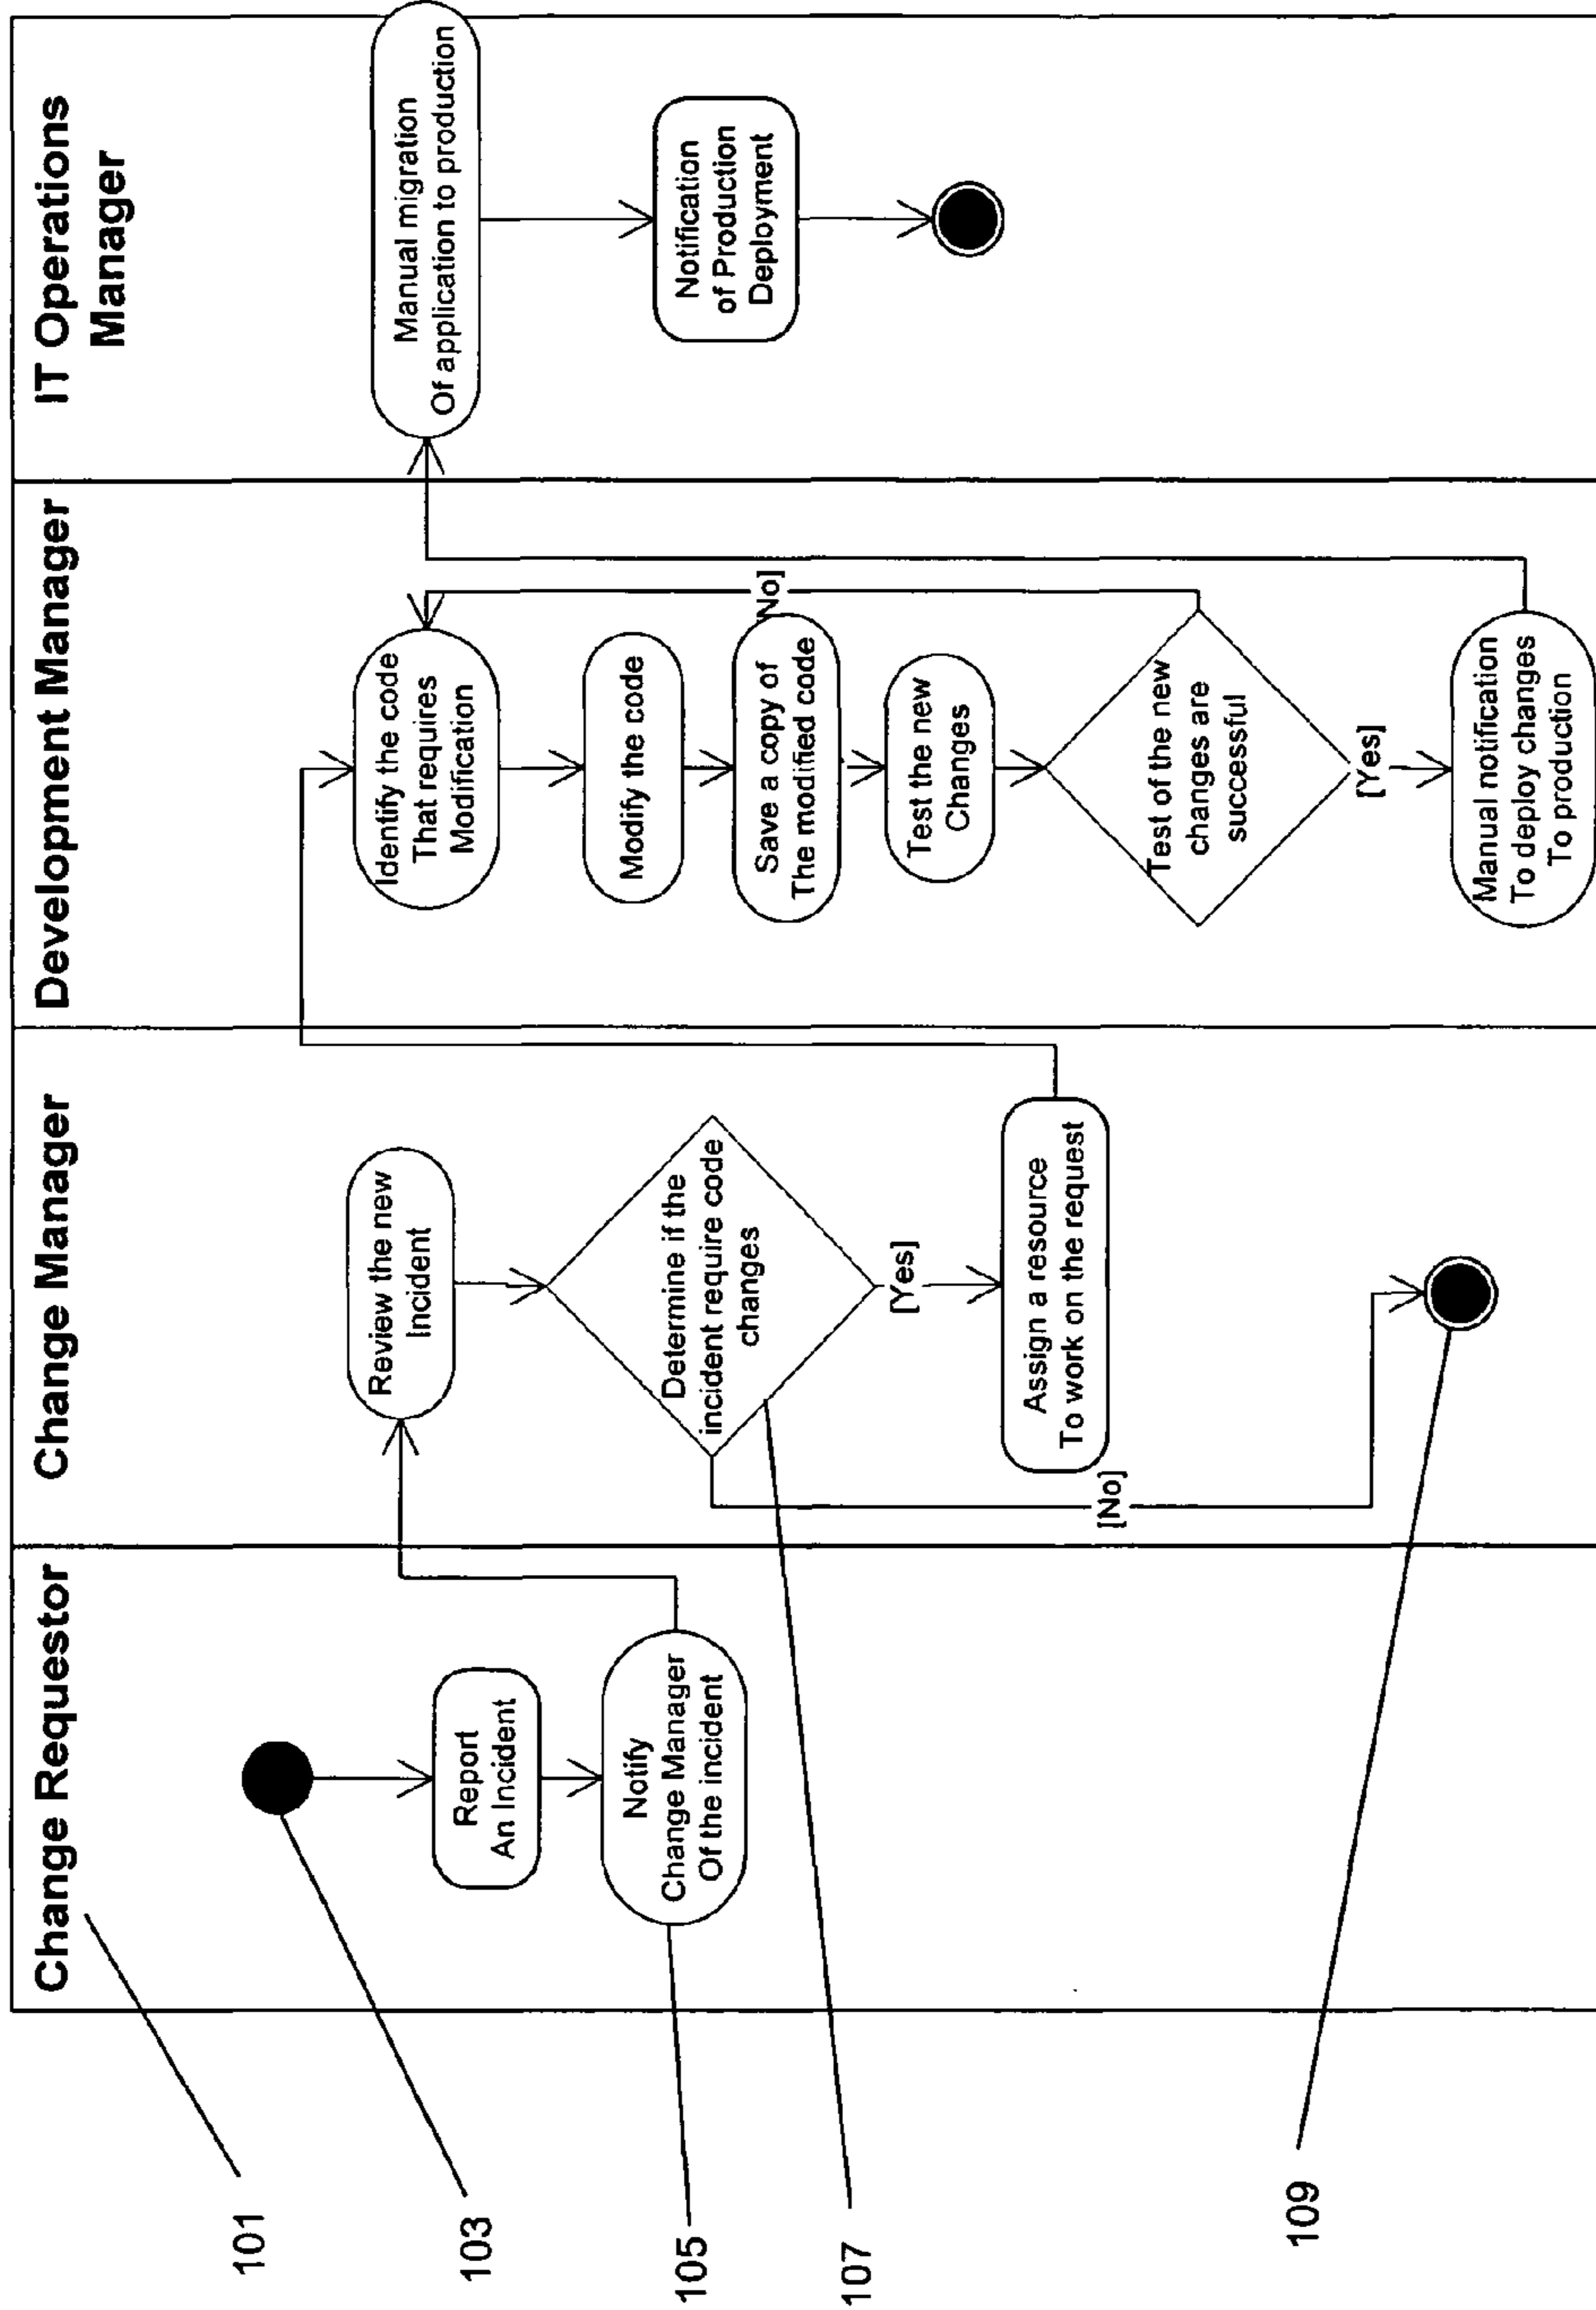 Change Requestor
Change Manager
Development Manager
IT Operations
Manager
Report
An Incident
Notify
Change Manager
Of the incident
Review the new
Incident
Determine if the
incident require code
changes
[Yes]
[No]
Assign a resource
To work on the request
Identify the code
That requires
Modification
Modify the code
Save a copy of
The modified code
No]
Test the new
Changes
Test of the new
changes are
successful
[Yes]
Manual notification
To deploy changes
To production
Manual migration
Of application to production
Notification
of Production
Deployment
101
103
105
107
109